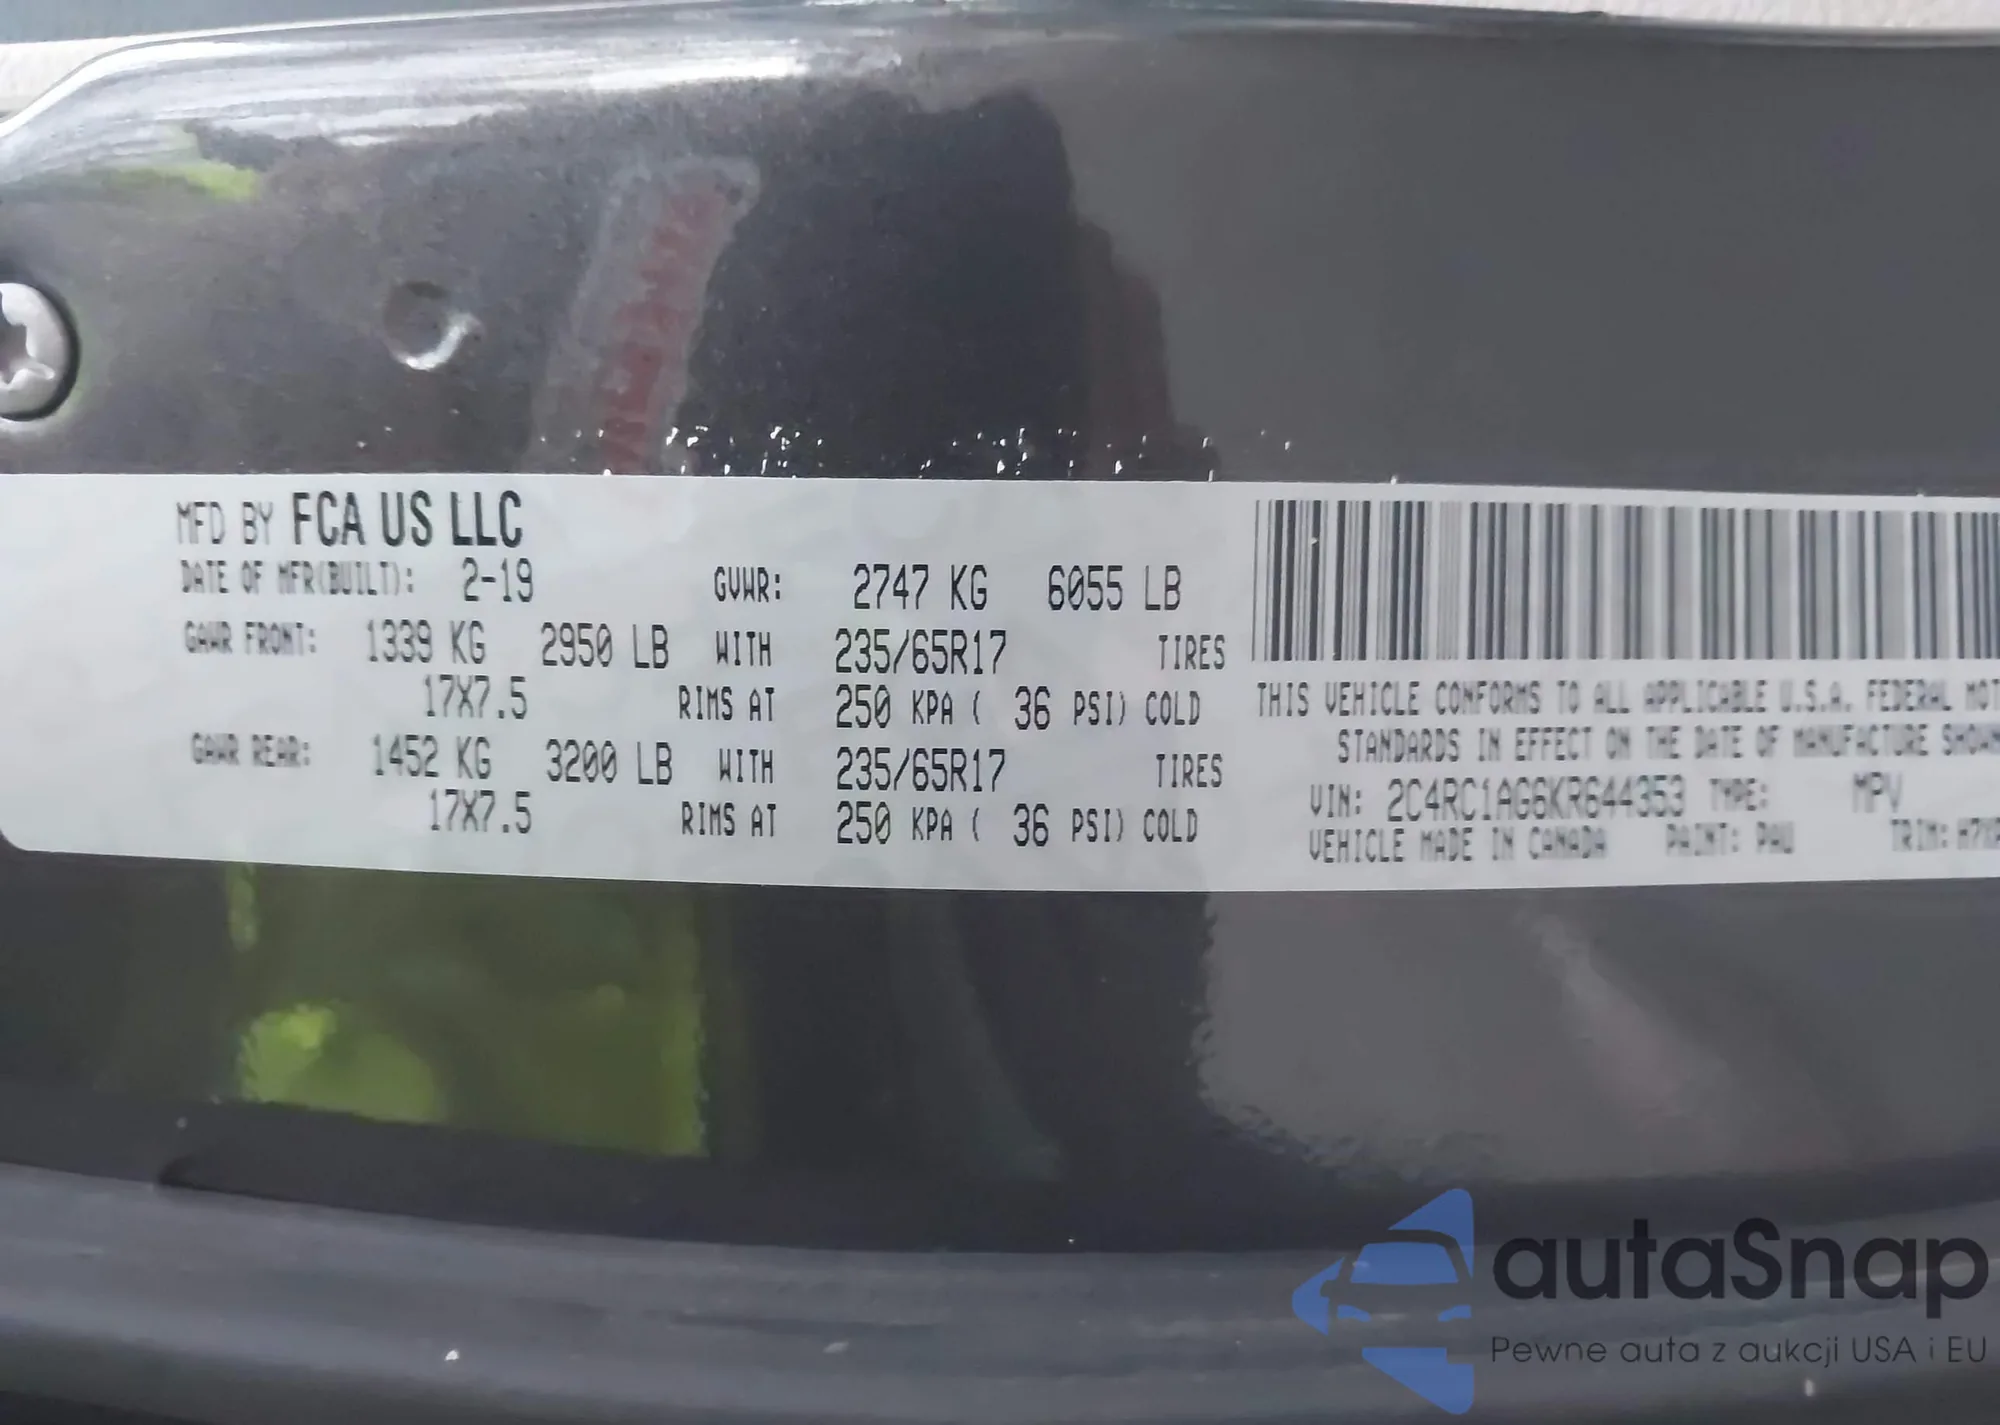 MFD BY FCA US LLC
DATE OF MFR(BUILT): 2-19 GVWR: 2747 KG 6055 LB
GAWR FRONT: 1339 KG 2950 LB WITH 235/65R17 TIRES
17X7.5 RIMS AT 250 KPA ( 36 PSI) COLD
GAWR REAR: 1452 KG 3200 LB WITH 235/65R17 TIRES
17X7.5 RIMS AT 250 KPA ( 36 PSI) COLD
THIS VEHICLE CONFORMS TO ALL APPLICABLE U.S.A. FEDERAL MOT
STANDARDS IN EFFECT ON THE DATE OF MANUFACTURE SHOWN
VIN: 2C4RC1AG6KR644353 TYPE: MPV
VEHICLE MADE IN CANADA PAINT: PAU TRIM:
autaSnap
Pewne auta z aukcji USA i EU